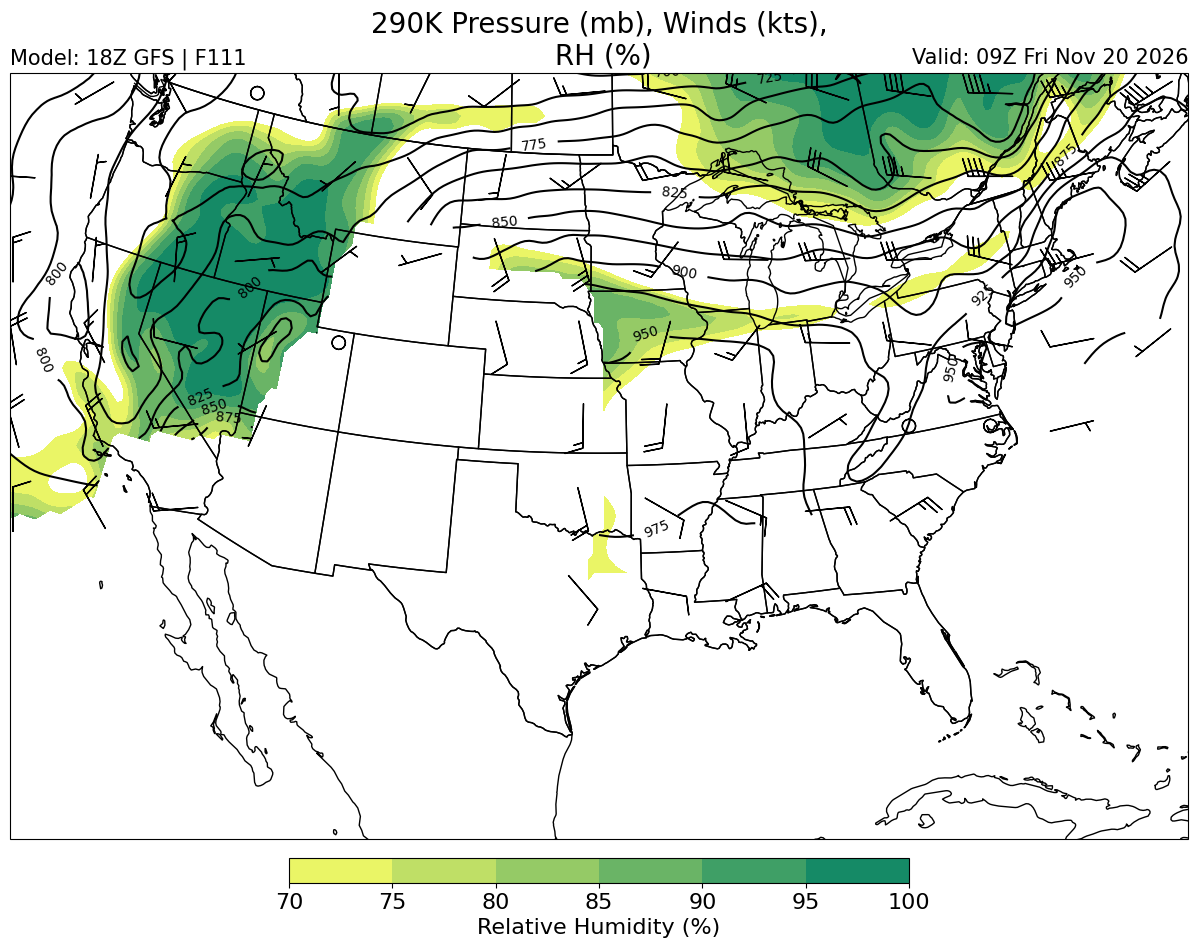 290K Pressure (mb), Winds (kts),
RH (%)
Model: 18Z GFS | F111
Valid: 09Z Fri Nov 20 2026
725
775
875
825
850
800
900
950
800
950
800
950
825
850
875
975
70 75 80 85 90 95 100
Relative Humidity (%)